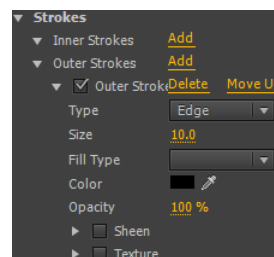 Strokes
Inner Strokes Add
Outer Strokes Add
Outer Stroke Delete Move U
Type Edge
Size 10.0
Fill Type
Color
Opacity 100 %
Sheen
Texture